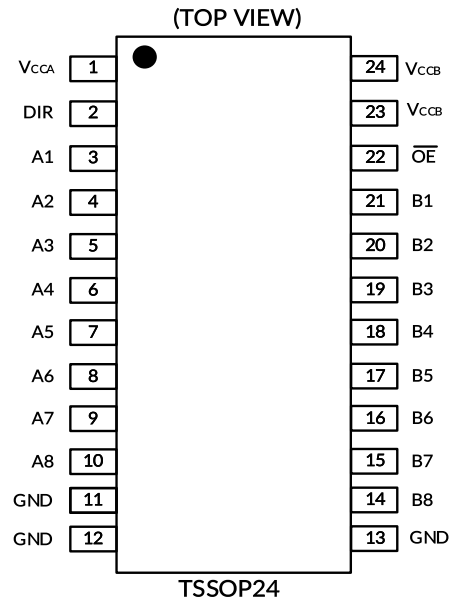 (TOP VIEW)
VCCA 1 24 VCCB
DIR 2 23 VCCB
A1 3 22 O̅E̅
A2 4 21 B1
A3 5 20 B2
A4 6 19 B3
A5 7 18 B4
A6 8 17 B5
A7 9 16 B6
A8 10 15 B7
GND 11 14 B8
GND 12 13 GND
TSSOP24